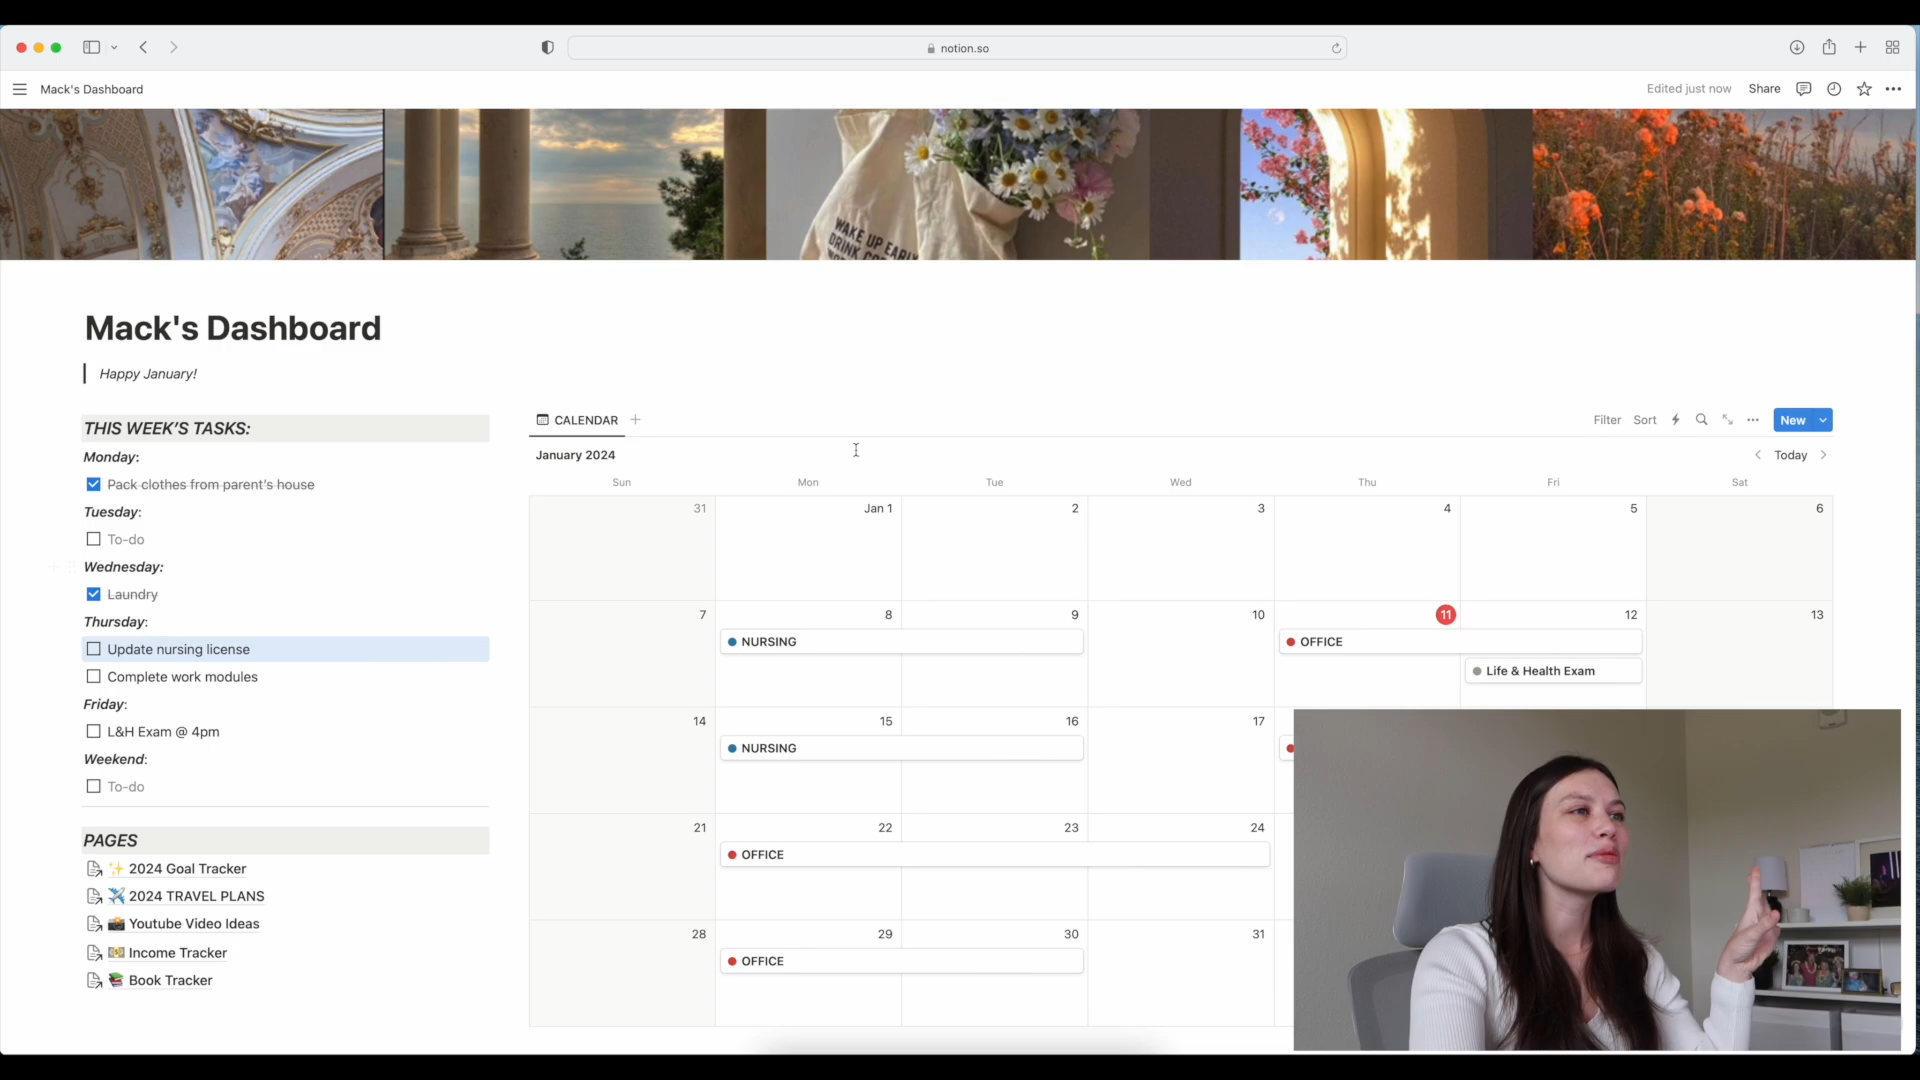 notion.so
Mack's Dashboard
Edited just now Share
WAKE UP EARLY
DRINK
Mack's Dashboard
Happy January!
THIS WEEK'S TASKS:
Monday:
Pack clothes from parent's house
Tuesday:
To-do
Wednesday:
Laundry
Thursday:
Update nursing license
Complete work modules
Friday:
L&H Exam @ 4pm
Weekend:
To-do
PAGES
✨ 2024 Goal Tracker
✈️ 2024 TRAVEL PLANS
📸 Youtube Video Ideas
💵 Income Tracker
📚 Book Tracker
CALENDAR
Filter Sort New
January 2024
Today
Sun Mon Tue Wed Thu Fri Sat
31 Jan 1 2 3 4 5 6
7 8 9 10 11 12 13
NURSING OFFICE
Life & Health Exam
14 15 16 17
NURSING
21 22 23 24
OFFICE
28 29 30 31
OFFICE